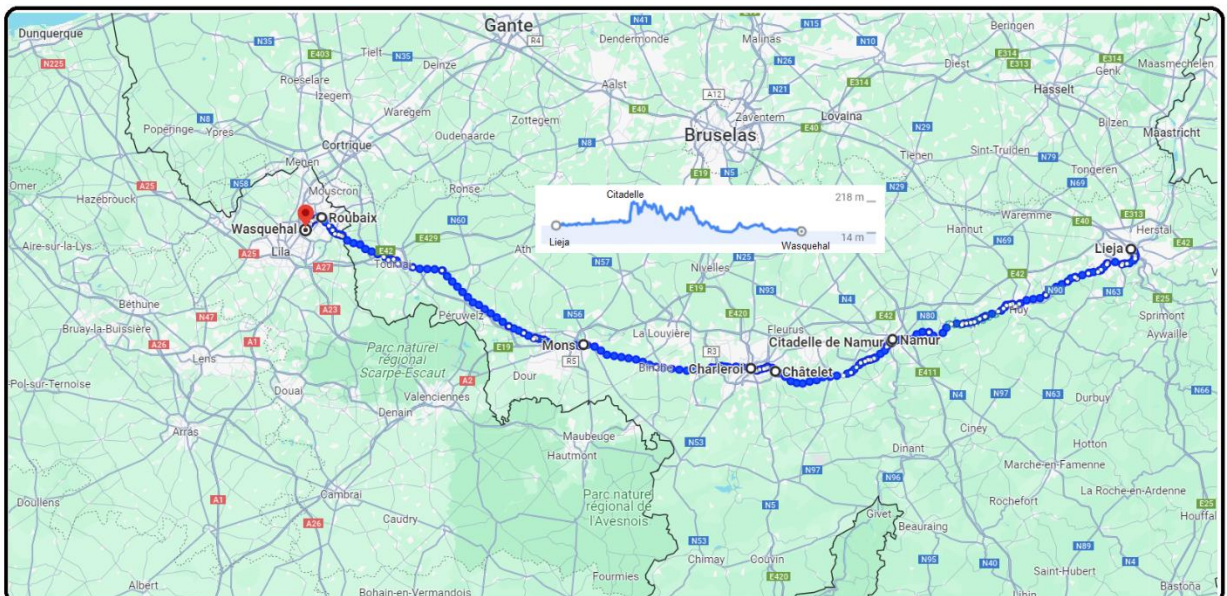 Dunquerque
N225
N35
E403
Tielt
Deinze
Gante
R4
N41
Dendermonde
N1
Malinas
N26
N10
Diest
Beringen
E314
E313
Genk
Maasmechelen
Roeselare
Izegem
Waregem
Aalst
E40
A12
Zaventem
N21
E314
Hasselt
Poperinge
Ypres
N8
Zottegem
Bruselas
E40
Lovaina
N29
Bilzen
Maastricht
Cortrique
Oudenaarde
N8
E19
N5
Tienen
Sint-Truiden
N79
Tongeren
Omer
Hazebrouck
A25
N58
Menen
Mouscron
Ronse
Citadelle
218 m
N29
Roubaix
N60
Waremme
E40
E313
Herstal
Wasquehal
E429
14 m
Hannut
N69
Lieja
E42
Aire-sur-la-Lys
A25
Lila
E42
Ath
Lieja
Wasquehal
A27
N57
Nivelles
N25
E42
N90
N63
E25
Béthune
N47
A23
E19
N93
N4
Sprimont
Bruay-la-Buissière
A26
Péruwelz
N56
La Louvière
E420
Fleurus
E42
N80
Huy
Aywaille
Lens
A1
E19
Mons
R5
R3
Citadelle de Namur
Namur
Parc naturel
régional
Scarpe-Escaut
Dour
Charleroi
Châtelet
E411
N66
Pol-sur-Ternoise
Douai
A2
Valenciennes
N4
N97
N63
Durbuy
Denain
Ciney
Arras
Maubeuge
N53
Dinant
Hotton
Hautmont
N97
N96
Marche-en-Famenne
Doullens
A1
Cambrai
Parc naturel
régional de
l'Avesnois
N5
Rochefort
La Roche-en-Ardenne
A26
Caudry
Givet
Beauraing
N4
E25
Houffal
N53
Chimay
Couvin
N95
N40
N89
Saint-Hubert
Albert
Bohain-en-Vermandois
Fourmies
E420
Bastoña